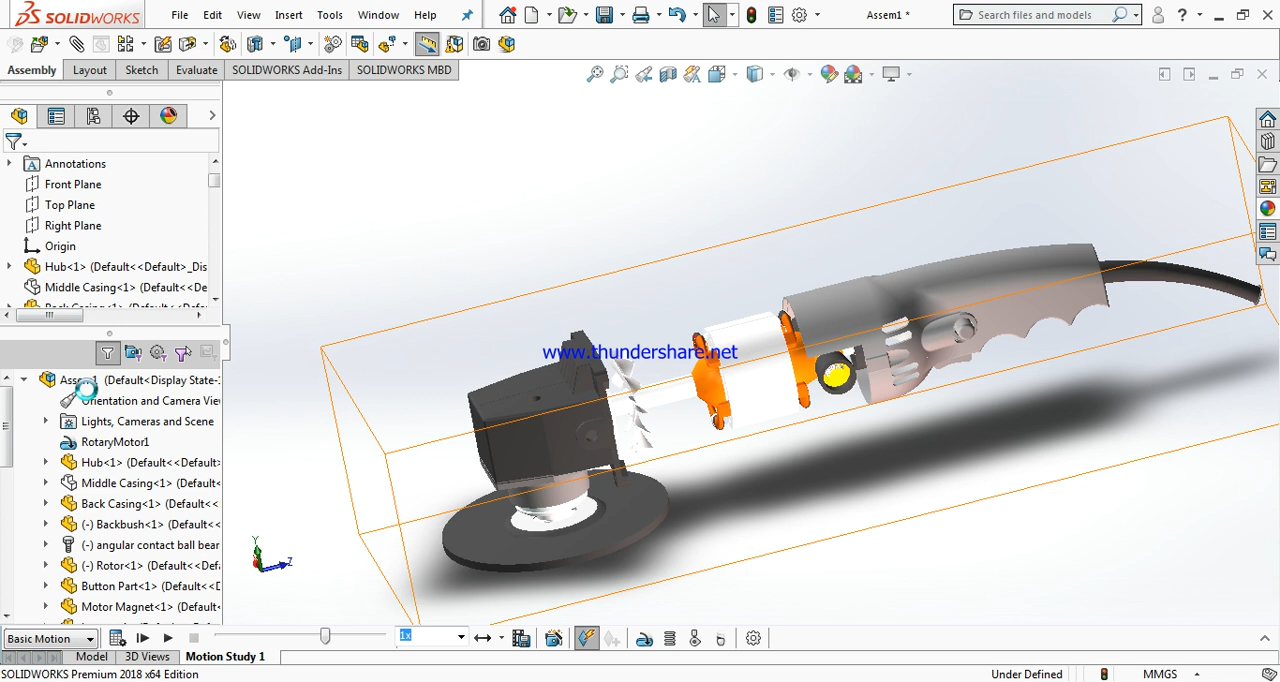 SOLIDWORKS File Edit View Insert Tools Window Help Assem1 * Search files and models ?
Assembly Layout Sketch Evaluate SOLIDWORKS Add-Ins SOLIDWORKS MBD
Annotations
Front Plane
Top Plane
Right Plane
Origin
Hub<1> (Default<<Default>_Dis
Middle Casing<1> (Default<<De
www.thundershare.net
(Default<Display State-1
Orientation and Camera Vie
Lights, Cameras and Scene
RotaryMotor1
Hub<1> (Default<<Default>
Middle Casing<1> (Default<
Back Casing<1> (Default<<
(-) Backbush<1> (Default<<
(-) angular contact ball bear
(-) Rotor<1> (Default<<Defa
Button Part<1> (Default<<D
Motor Magnet<1> (Default<
Y
Z
Basic Motion 1x
Model 3D Views Motion Study 1
SOLIDWORKS Premium 2018 x64 Edition Under Defined MMGS